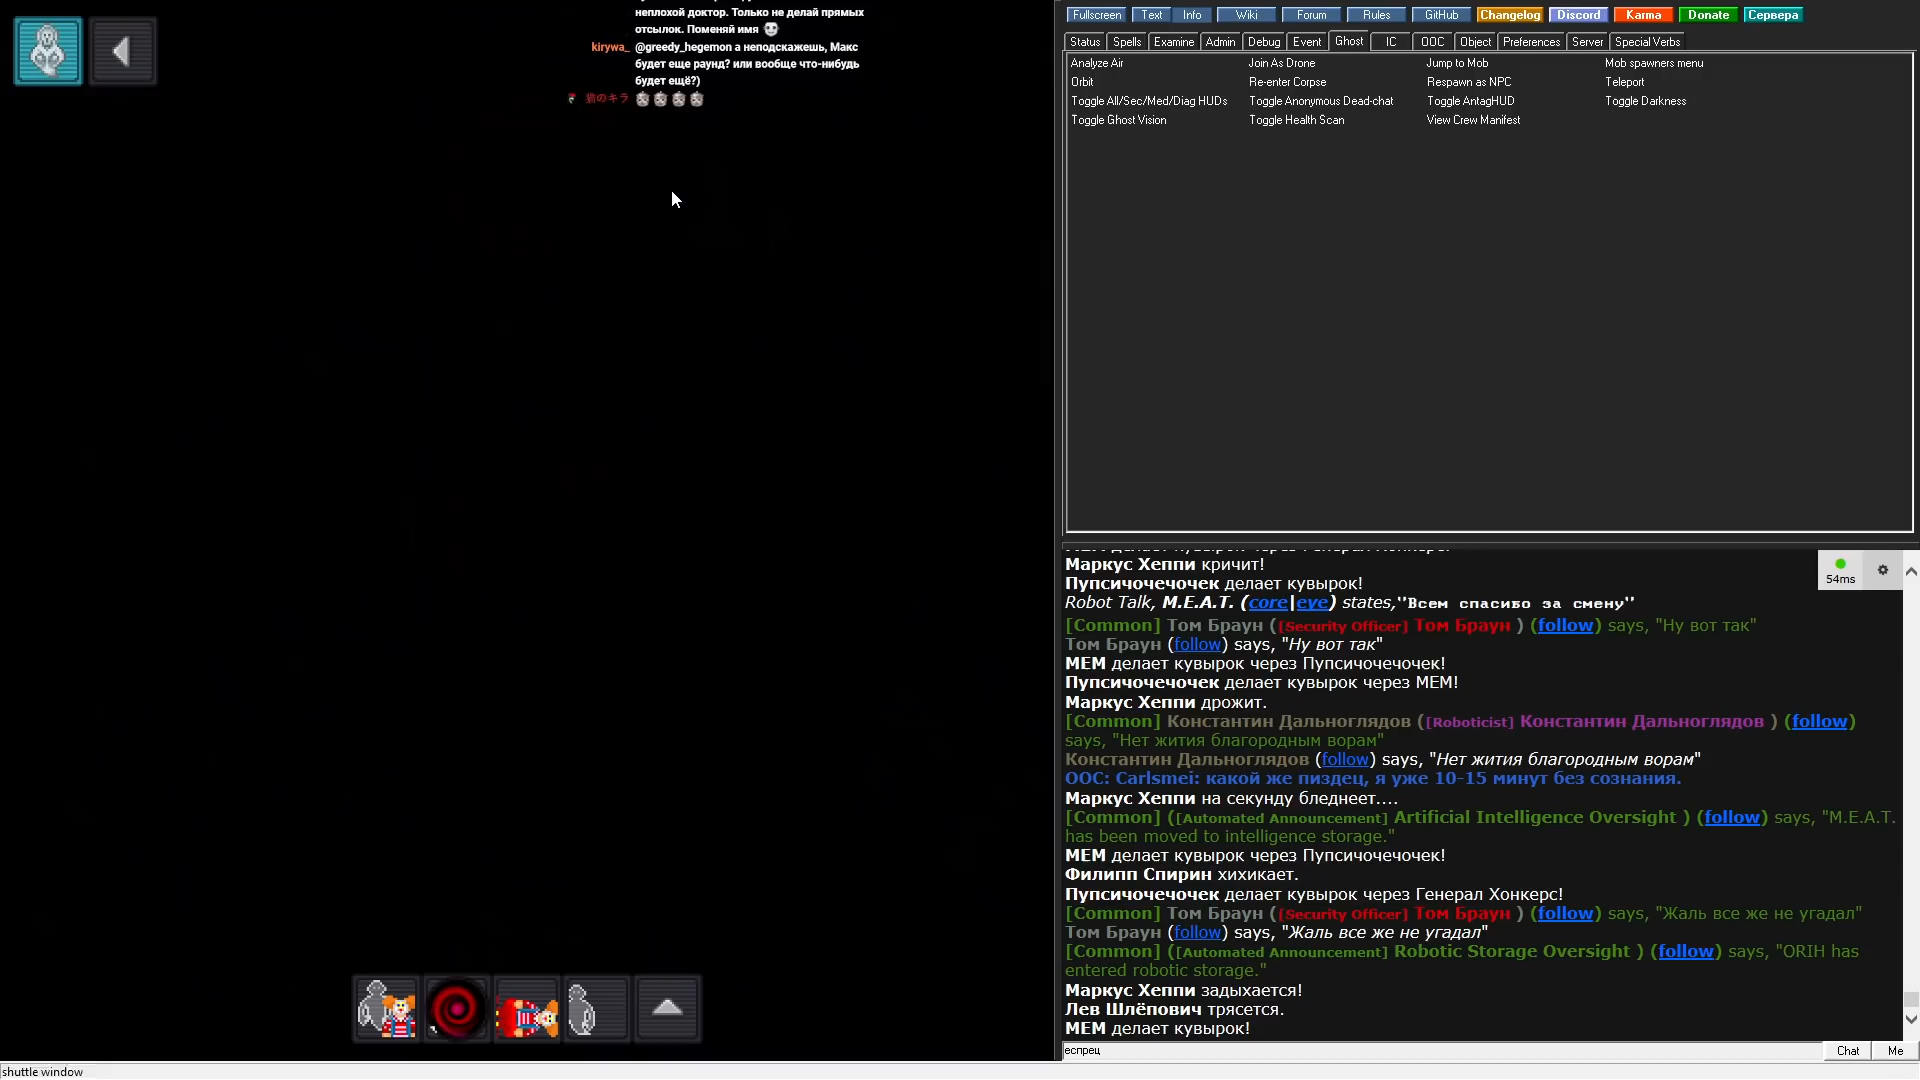 неплохой доктор. Только не делай прямых
отсылок. Поменяй имя
kirywa_ @greedy_hegemon а неподскажешь, Макс
будет еще раунд? или вообще что-нибудь
будет ещё?)
猫のキラ
Fullscreen Text Info Wiki Forum Rules GitHub Changelog Discord Karma Donate Сервера
Status Spells Examine Admin Debug Event Ghost IC OOC Object Preferences Server Special Verbs
Analyze Air Join As Drone Jump to Mob Mob spawners menu
Orbit Re-enter Corpse Respawn as NPC Teleport
Toggle All/Sec/Med/Diag HUDs Toggle Anonymous Dead-chat Toggle AntagHUD Toggle Darkness
Toggle Ghost Vision Toggle Health Scan View Crew Manifest
54ms
Маркус Хеппи кричит!
Пупсичочечочек делает кувырок!
Robot Talk, M.E.A.T. (core|eye) states,"Всем спасибо за смену"
[Common] Том Браун ([Security Officer] Том Браун ) (follow) says, "Ну вот так"
Том Браун (follow) says, "Ну вот так"
МЕМ делает кувырок через Пупсичочечочек!
Пупсичочечочек делает кувырок через МЕМ!
Маркус Хеппи дрожит.
[Common] Константин Дальноглядов ([Roboticist] Константин Дальноглядов ) (follow)
says, "Нет жития благородным ворам"
Константин Дальноглядов (follow) says, "Нет жития благородным ворам"
OOC: Carlsmei: какой же пиздец, я уже 10-15 минут без сознания.
Маркус Хеппи на секунду бледнеет....
[Common] ([Automated Announcement] Artificial Intelligence Oversight ) (follow) says, "M.E.A.T.
has been moved to intelligence storage."
МЕМ делает кувырок через Пупсичочечочек!
Филипп Спирин хихикает.
Пупсичочечочек делает кувырок через Генерал Хонкерс!
[Common] Том Браун ([Security Officer] Том Браун ) (follow) says, "Жаль все же не угадал"
Том Браун (follow) says, "Жаль все же не угадал"
[Common] ([Automated Announcement] Robotic Storage Oversight ) (follow) says, "ORIH has
entered robotic storage."
Маркус Хеппи задыхается!
Лев Шлёпович трясется.
МЕМ делает кувырок!
еспрец Chat Me
shuttle window